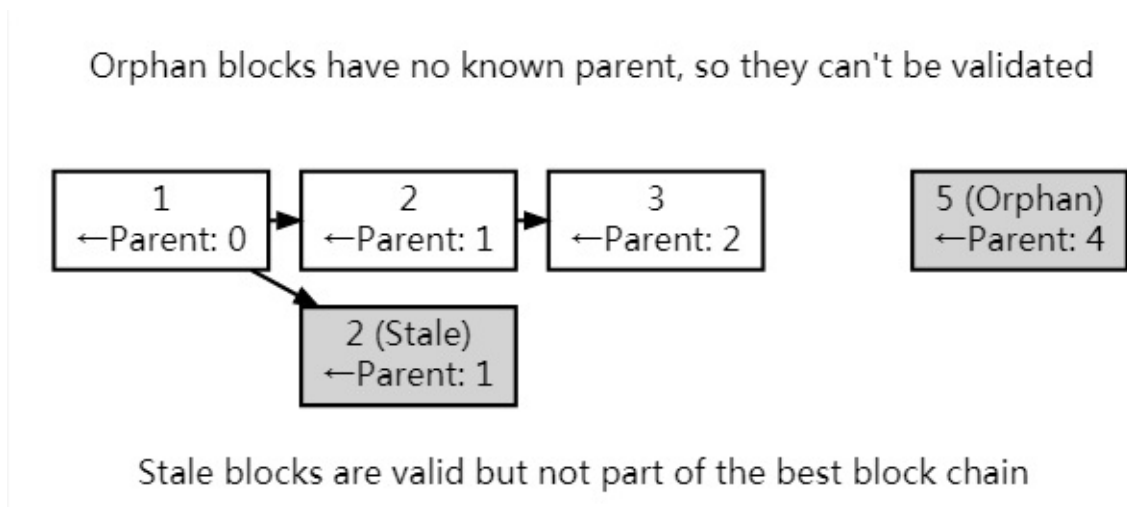 Orphan blocks have no known parent, so they can't be validated
1
←Parent: 0
2
←Parent: 1
3
←Parent: 2
5 (Orphan)
←Parent: 4
2 (Stale)
←Parent: 1
Stale blocks are valid but not part of the best block chain